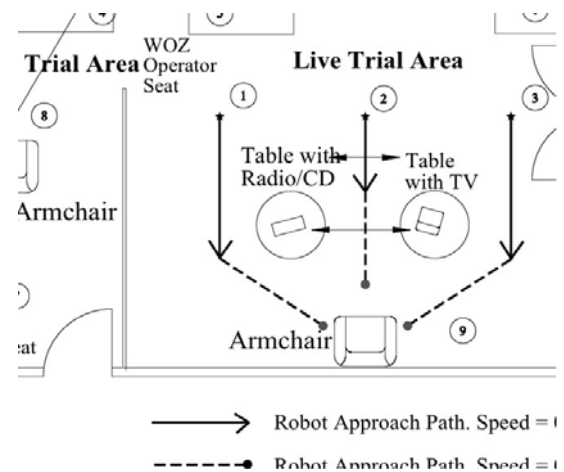 Trial Area
WOZ
Operator
Seat
Live Trial Area
1
2
3
8
Table with
Radio/CD
Table
with TV
Armchair
Armchair
9
Robot Approach Path. Speed =
Robot Approach Path. Speed =